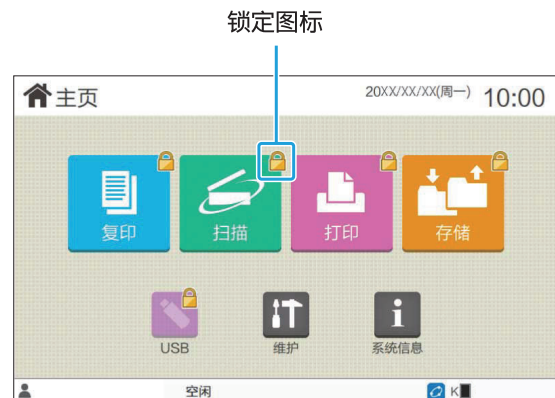 锁定图标
主页
20XX/XX/XX(周一) 10:00
复印 扫描 打印 存储
USB 维护 系统信息
空闲 K